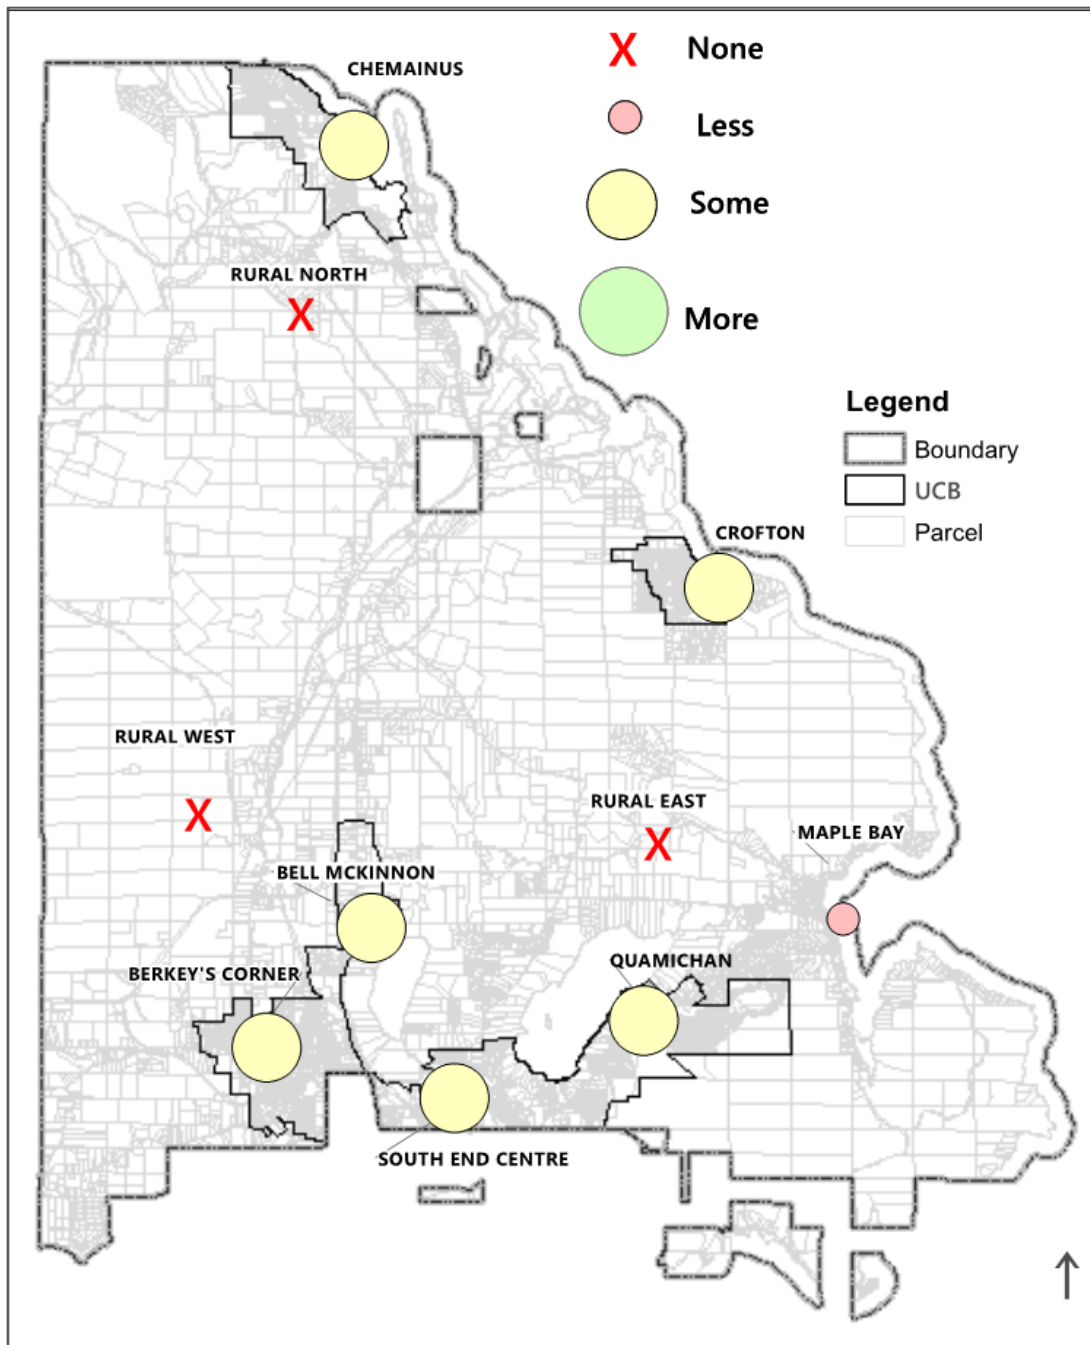 CHEMAINUS
X None
Less
Some
More
RURAL NORTH
X
Legend
Boundary
UCB
Parcel
CROFTON
RURAL WEST
X
RURAL EAST
X
MAPLE BAY
BELL MCKINNON
QUAMICHAN
BERKEY'S CORNER
SOUTH END CENTRE